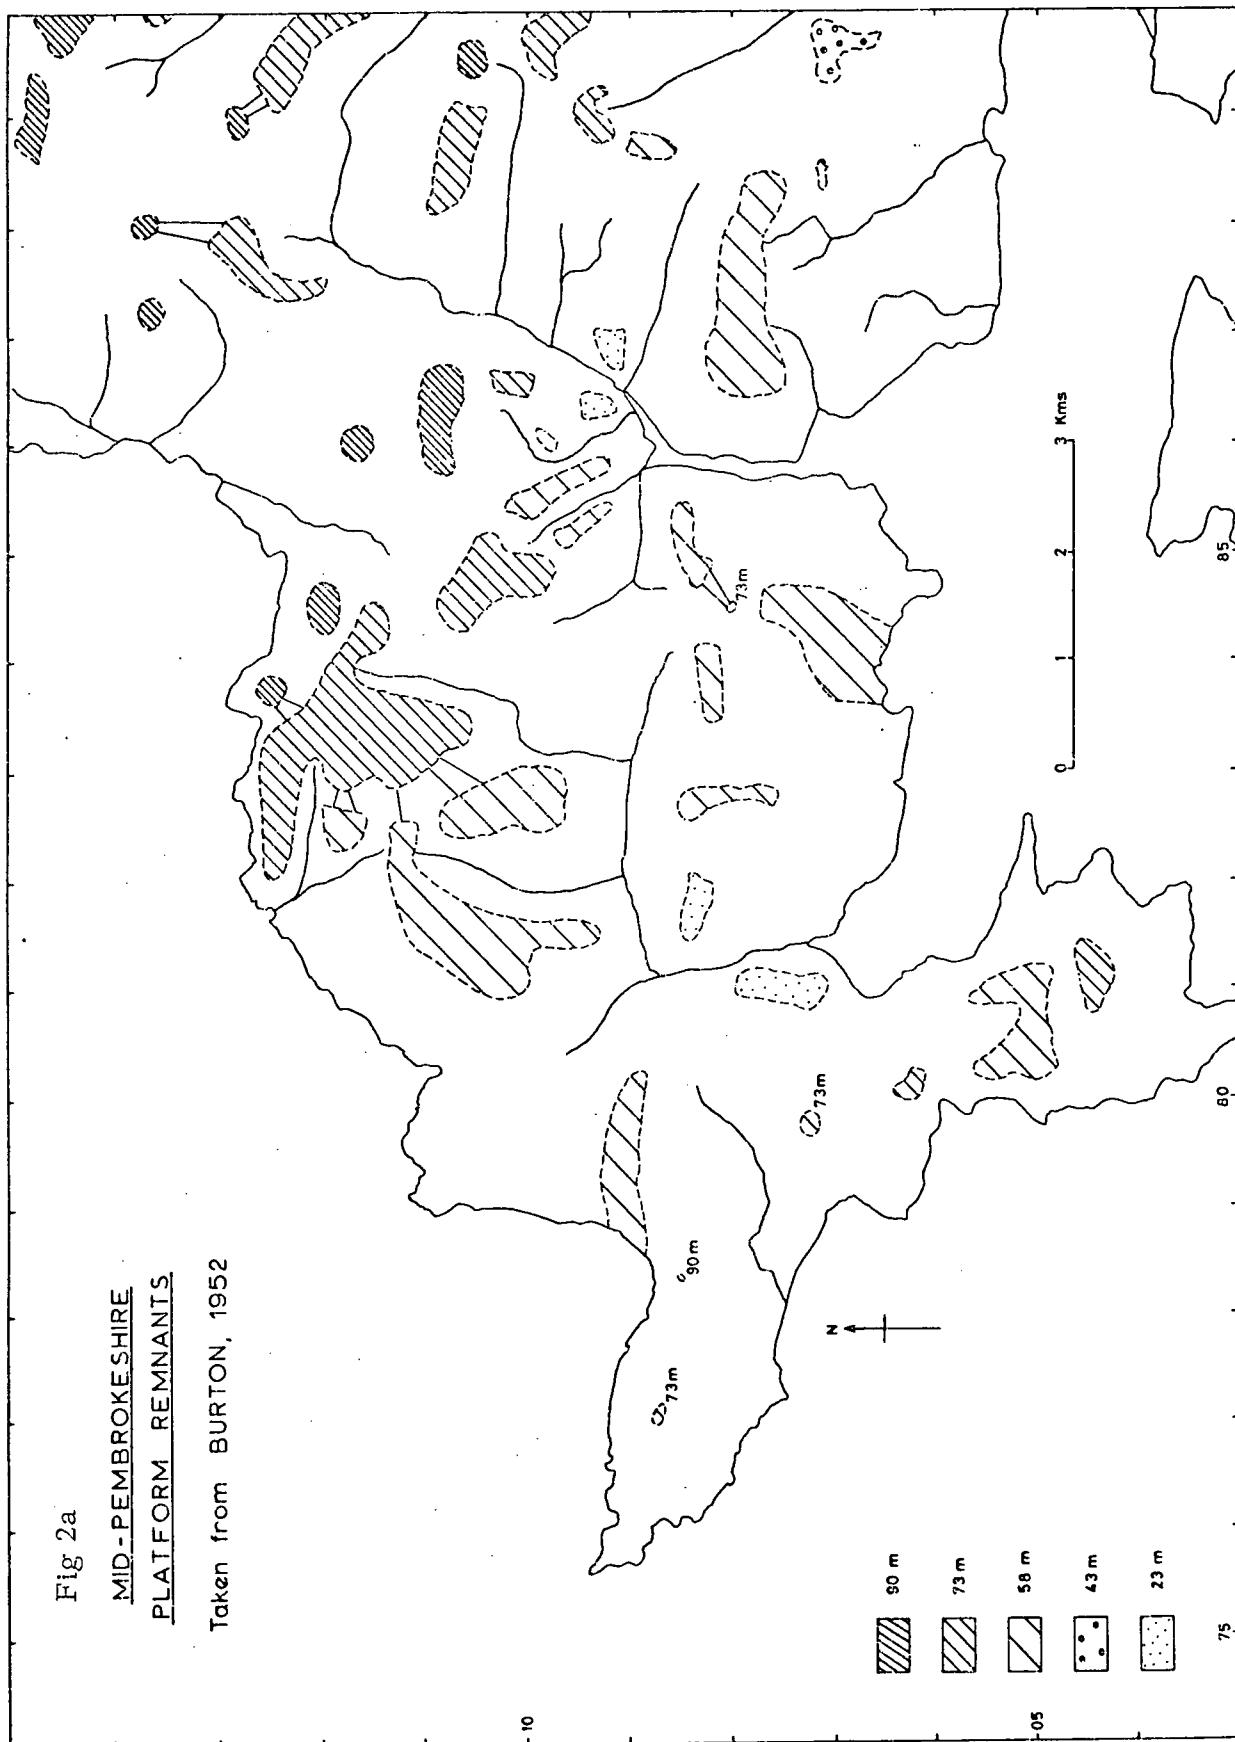 Fig 2a
MID-PEMBROKESHIRE
PLATFORM REMNANTS
Taken from BURTON, 1952
73m
90m
73m
73m
N
0 1 2 3 Kms
90 m
73 m
58 m
43 m
23 m
10
05
75
80
85